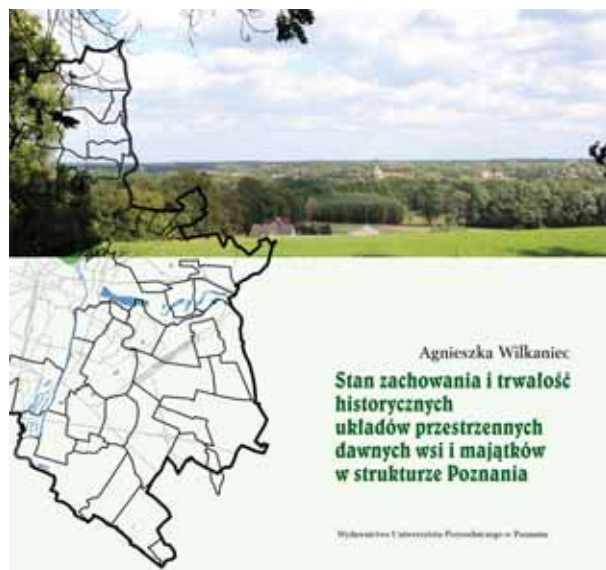 Agnieszka Wilkaniec
Stan zachowania i trwałość
historycznych
układów przestrzennych
dawnych wsi i majątków
w strukturze Poznania
Wydawnictwo Uniwersytetu Przyrodniczego w Poznaniu